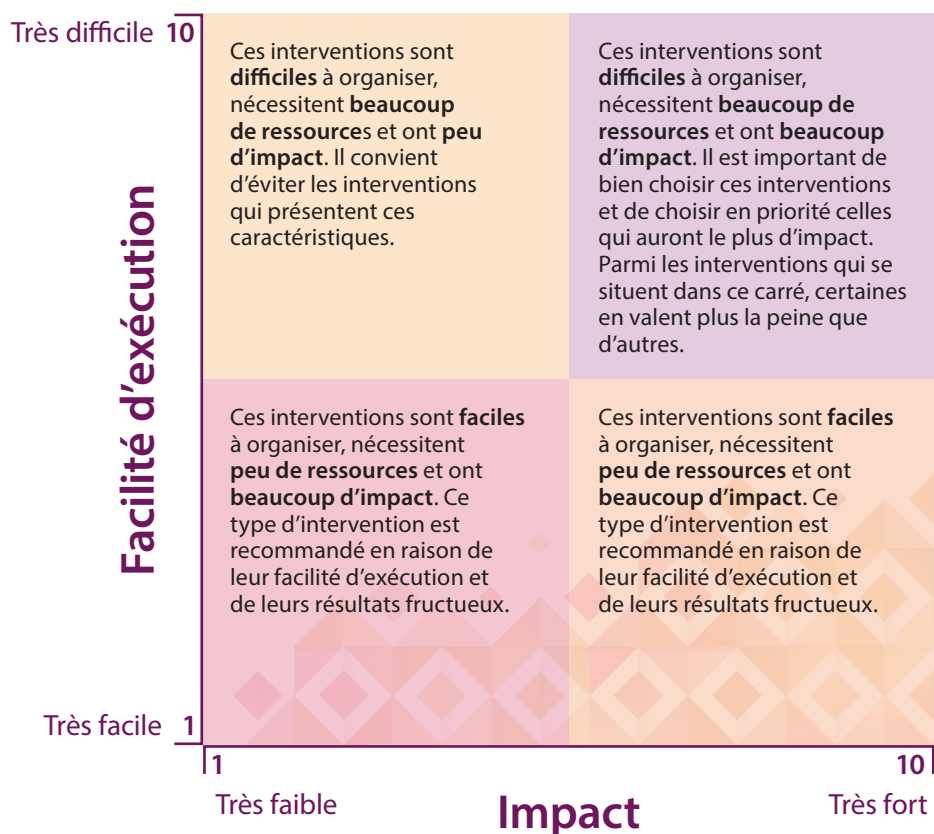 Très difficile 10
Ces interventions sont
difficiles à organiser,
nécessitent beaucoup
de ressources et ont peu
d'impact. Il convient
d'éviter les interventions
qui présentent ces
caractéristiques.
Ces interventions sont
difficiles à organiser,
nécessitent beaucoup de
ressources et ont beaucoup
d'impact. Il est important de
bien choisir ces interventions
et de choisir en priorité celles
qui auront le plus d'impact.
Parmi les interventions qui se
situent dans ce carré, certaines
en valent plus la peine que
d'autres.
Facilité d'exécution
Ces interventions sont faciles
à organiser, nécessitent
peu de ressources et ont
beaucoup d'impact. Ce
type d'intervention est
recommandé en raison de
leur facilité d'exécution et
de leurs résultats fructueux.
Ces interventions sont faciles
à organiser, nécessitent
peu de ressources et ont
beaucoup d'impact. Ce
type d'intervention est
recommandé en raison de
leur facilité d'exécution et
de leurs résultats fructueux.
Très facile 1
1
10
Très faible
Impact
Très fort